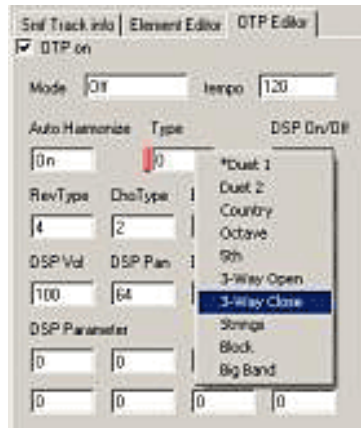 Smf Track info Element Editor OTP Editor
OTP on
Mode Off tempo 120
Auto Harmonize Type DSP On/Off
On 0
*Duet 1
Duet 2
Country
Octave
5th
3-Way Open
3-Way Close
Strings
Block
Big Band
RevType ChoType
4 2
DSP Vol DSP Pan
100 64
DSP Parameter
0 0
0 0 0 0